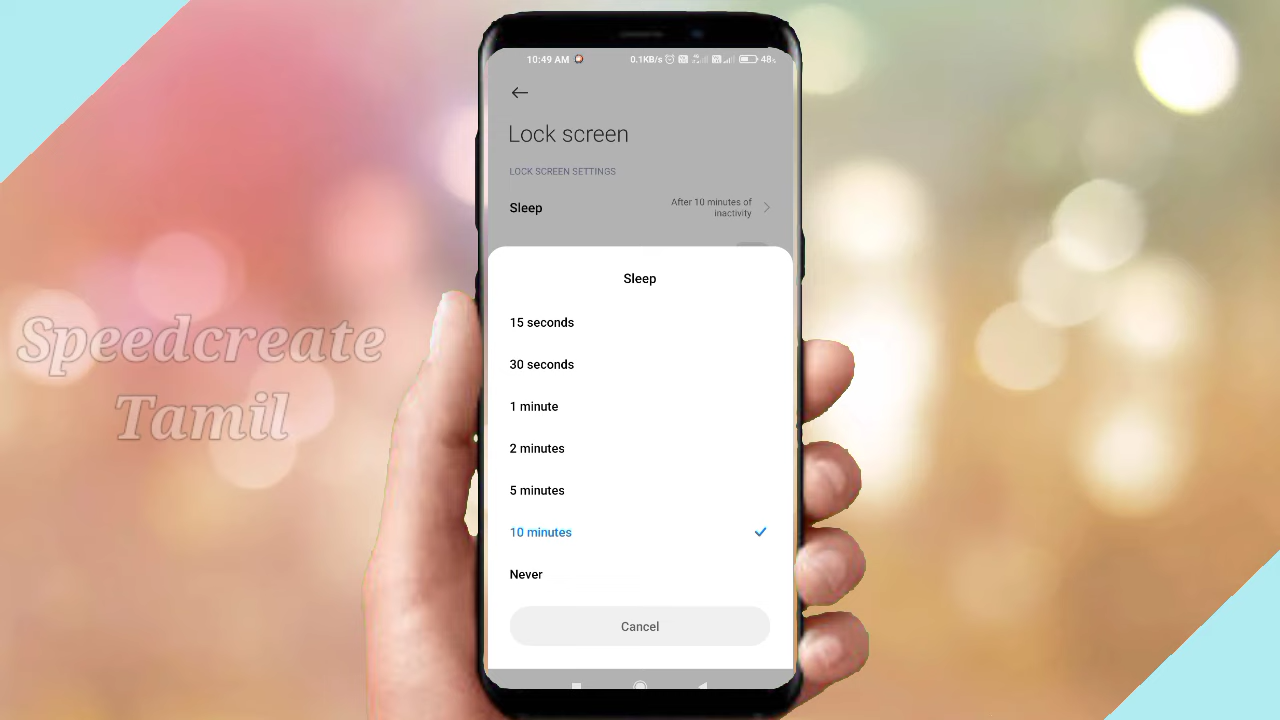 10:49 AM
0.1KB/s
48%
Lock screen
LOCK SCREEN SETTINGS
Sleep
After 10 minutes of
inactivity
Sleep
15 seconds
30 seconds
1 minute
2 minutes
5 minutes
10 minutes
Never
Cancel
Speedcreate
Tamil